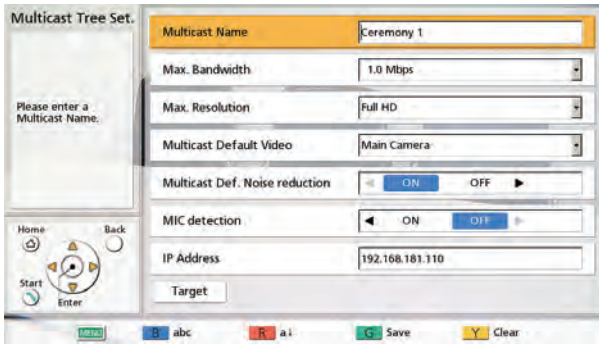 Multicast Tree Set.
Please enter a
Multicast Name.
Multicast Name
Ceremony 1
Max. Bandwidth
1.0 Mbps
Max. Resolution
Full HD
Multicast Default Video
Main Camera
Multicast Def. Noise reduction
ON OFF
MIC detection
ON OFF
IP Address
192.168.181.110
Target
Home Back
Start
Enter
MENU B abc R a↓ G Save Y Clear